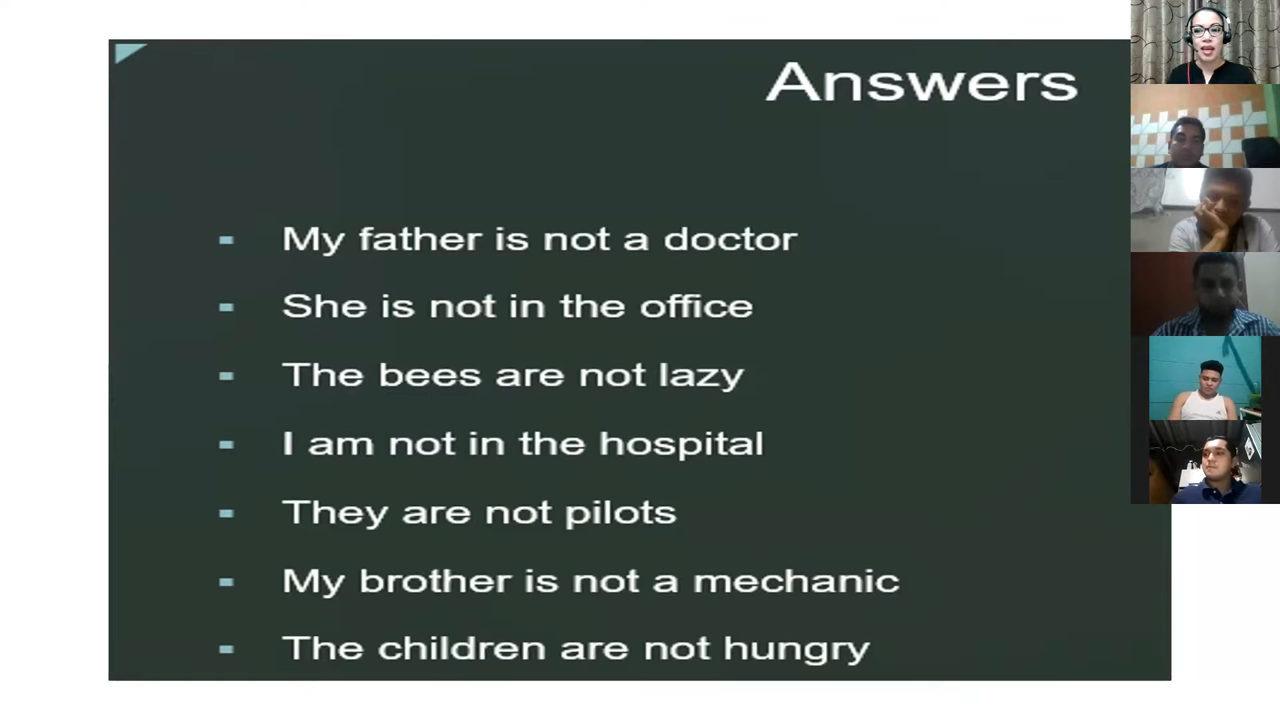 Answers
My father is not a doctor
She is not in the office
The bees are not lazy
I am not in the hospital
They are not pilots
My brother is not a mechanic
The children are not hungry